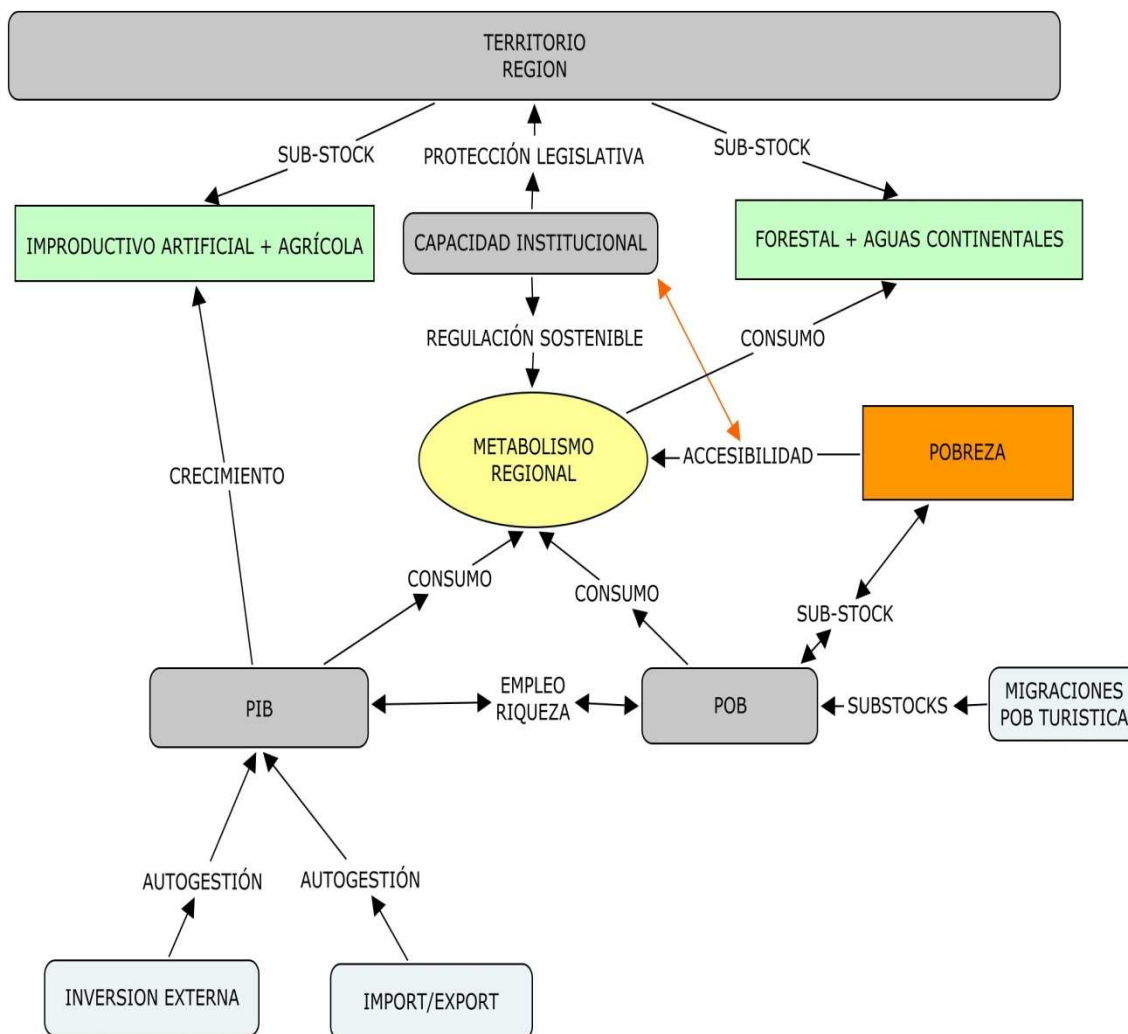 TERRITORIO
REGION
SUB-STOCK
PROTECCIÓN LEGISLATIVA
SUB-STOCK
IMPRODUCTIVO ARTIFICIAL + AGRÍCOLA
CAPACIDAD INSTITUCIONAL
FORESTAL + AGUAS CONTINENTALES
REGULACIÓN SOSTENIBLE
CONSUMO
METABOLISMO
REGIONAL
ACCESIBILIDAD
POBREZA
CRECIMIENTO
CONSUMO
CONSUMO
SUB-STOCK
PIB
EMPLEO
RIQUEZA
POB
SUBSTOCKS
MIGRACIONES
POB TURISTICA
AUTOGESTIÓN
AUTOGESTIÓN
INVERSION EXTERNA
IMPORT/EXPORT